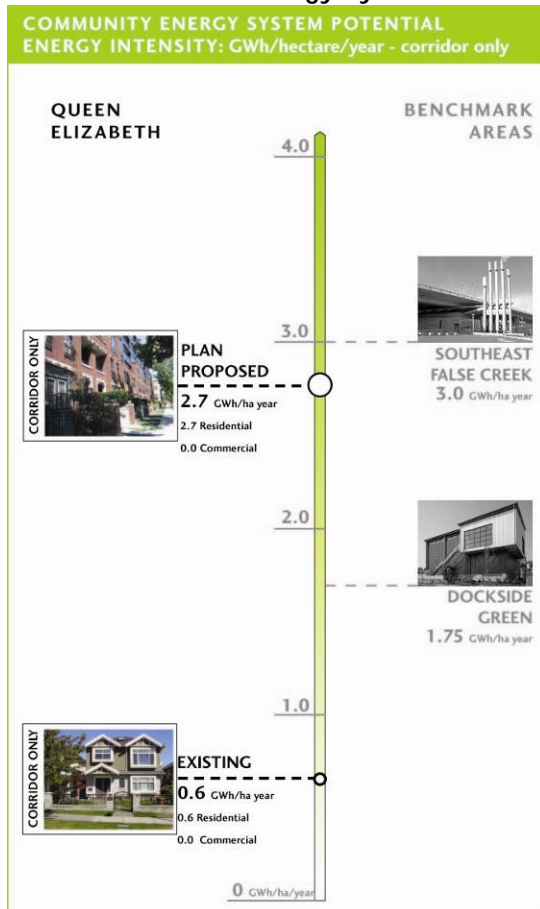 COMMUNITY ENERGY SYSTEM POTENTIAL
ENERGY INTENSITY: GWh/hectare/year - corridor only
QUEEN
ELIZABETH
BENCHMARK
AREAS
4.0
3.0
CORRIDOR ONLY
PLAN
PROPOSED
2.7 GWh/ha year
2.7 Residential
0.0 Commercial
SOUTHEAST
FALSE CREEK
3.0 GWh/ha year
2.0
DOCKSIDE
GREEN
1.75 GWh/ha year
1.0
CORRIDOR ONLY
EXISTING
0.6 GWh/ha year
0.6 Residential
0.0 Commercial
0 GWh/ha/year